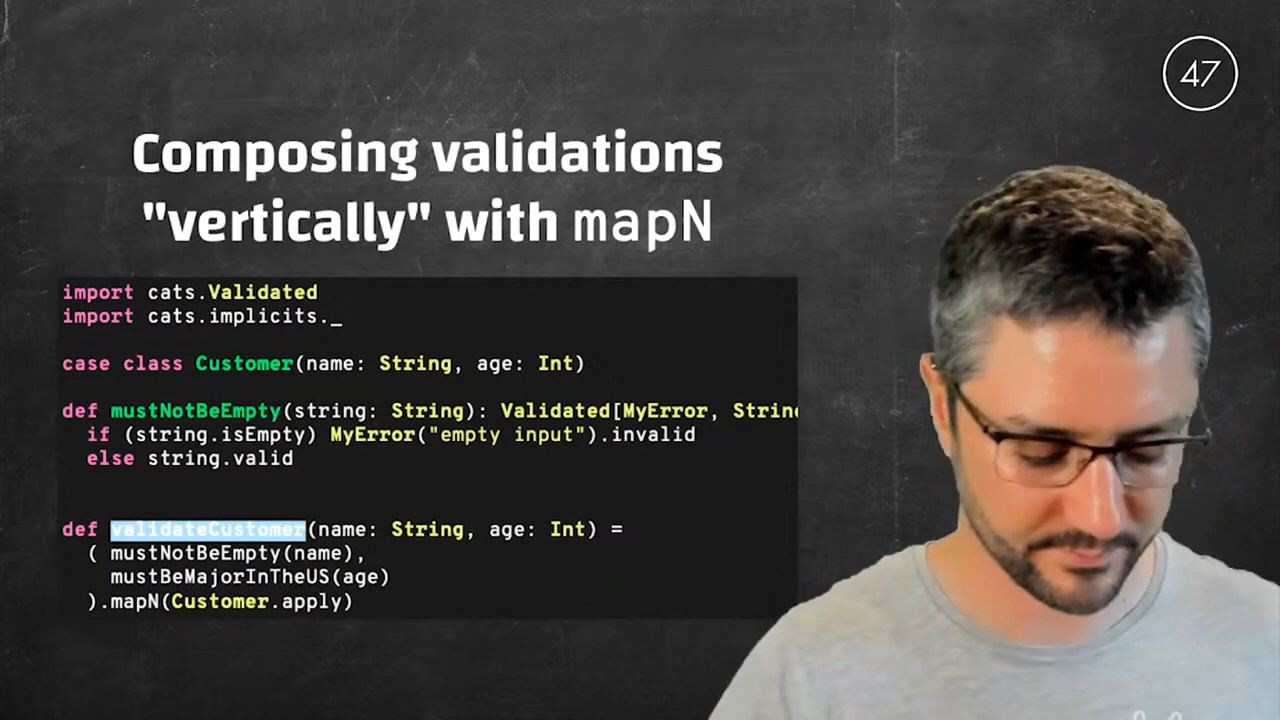 47
Composing validations
"vertically" with mapN
import cats.Validated
import cats.implicits._
case class Customer(name: String, age: Int)
def mustNotBeEmpty(string: String): Validated[MyError,
if (string.isEmpty) MyError("empty input").invalid
else string.valid
def validateCustomer(name: String, age: Int) =
( mustNotBeEmpty(name),
mustBeMajorInTheUS(age)
).mapN(Customer.apply)